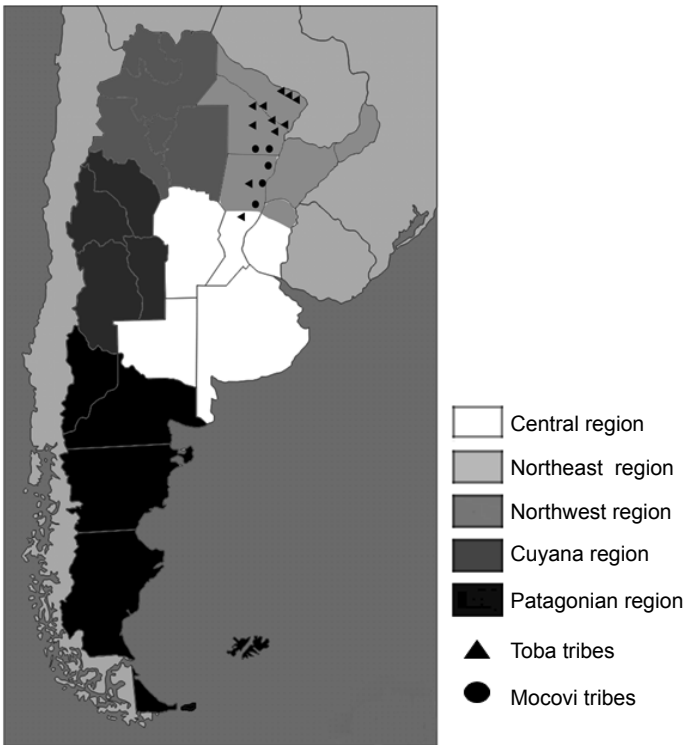 Central region
Northeast region
Northwest region
Cuyana region
Patagonian region
Toba tribes
Mocovi tribes